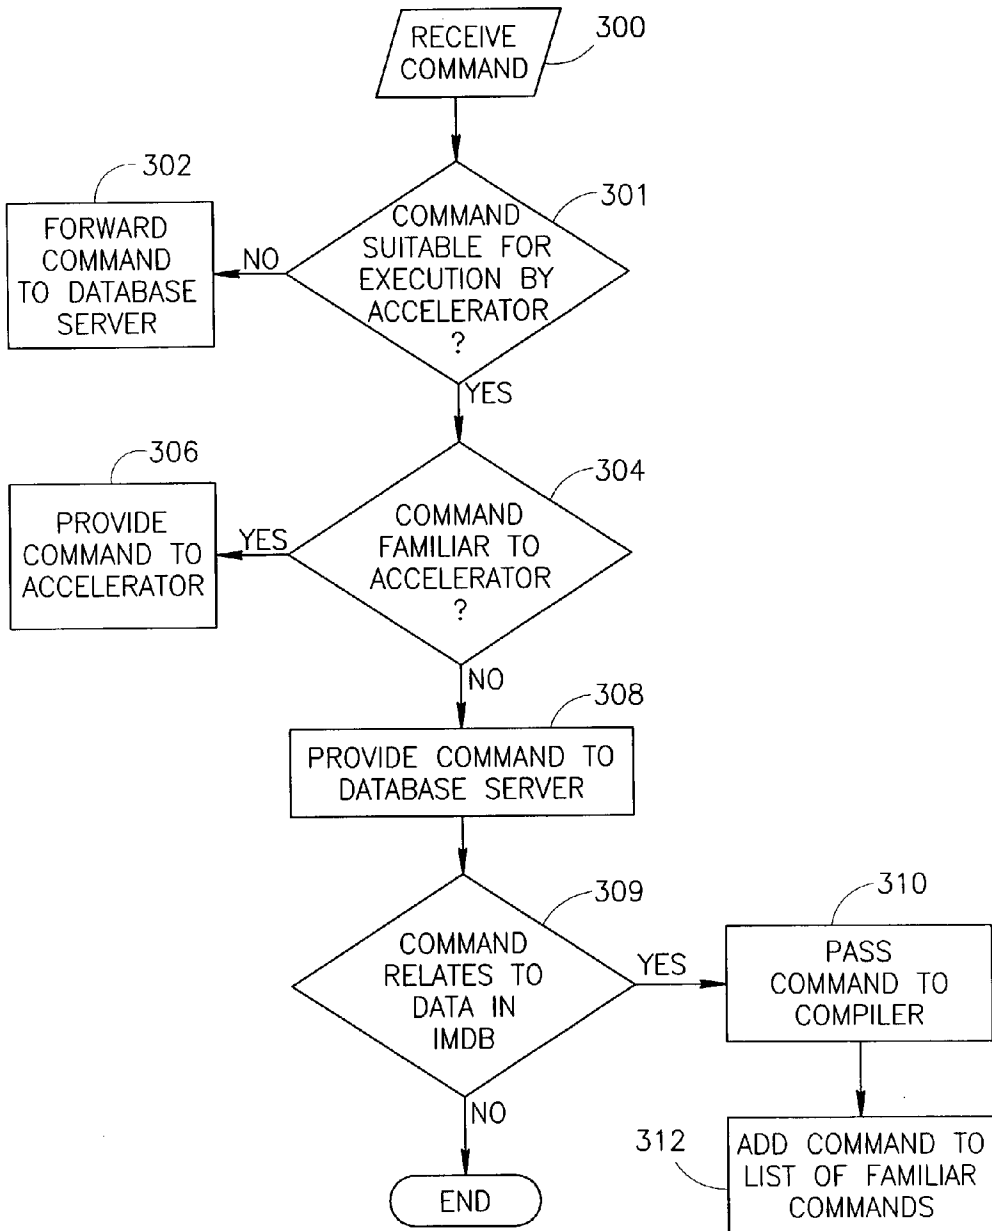 RECEIVE
COMMAND
300
COMMAND
SUITABLE FOR
EXECUTION BY
ACCELERATOR
?
301
NO
302
FORWARD
COMMAND
TO DATABASE
SERVER
YES
COMMAND
FAMILIAR TO
ACCELERATOR
?
304
YES
306
PROVIDE
COMMAND TO
ACCELERATOR
NO
308
PROVIDE COMMAND TO
DATABASE SERVER
309
COMMAND
RELATES TO
DATA IN
IMDB
YES
310
PASS
COMMAND TO
COMPILER
NO
312
ADD COMMAND TO
LIST OF FAMILIAR
COMMANDS
END